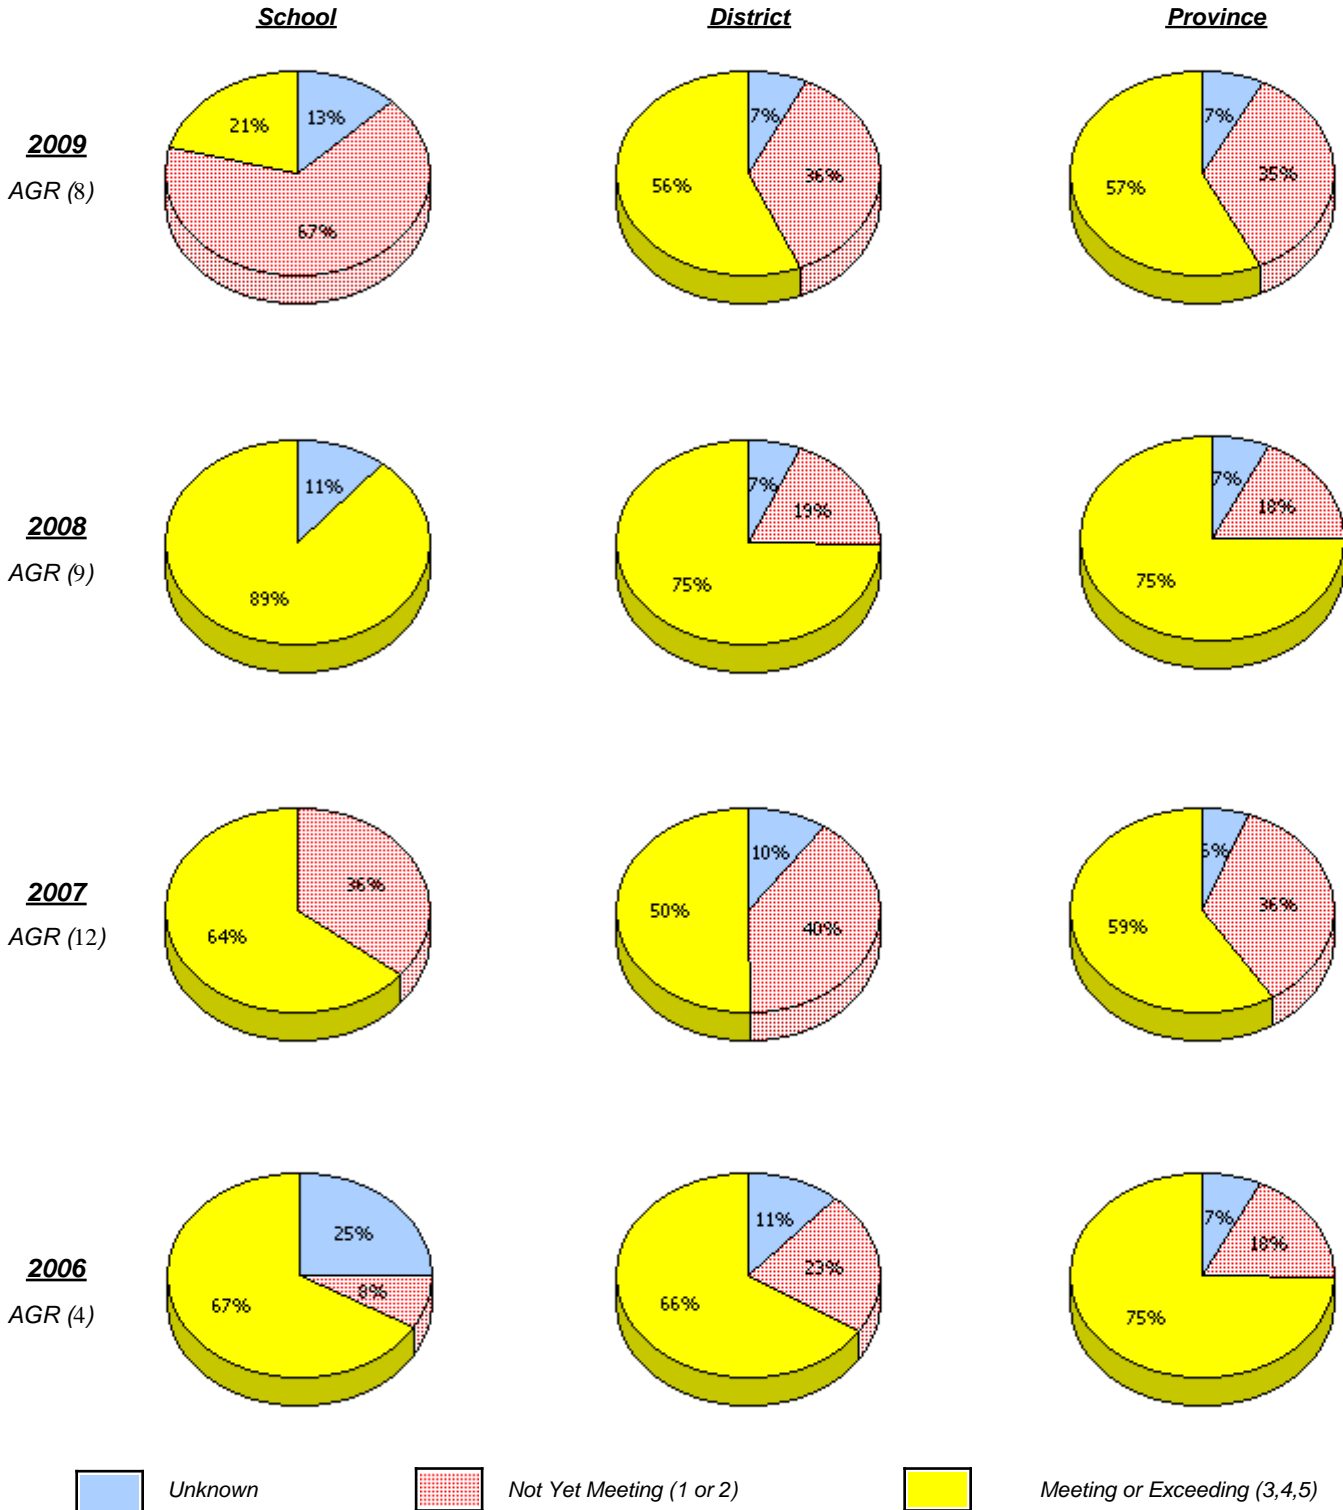 School District Province
2009
AGR (8)
21% 13% 67%
7% 36% 56%
7% 35% 57%
2008
AGR (9)
11% 89%
7% 19% 75%
7% 18% 75%
2007
AGR (12)
36% 64%
10% 50% 40%
36% 59%
2006
AGR (4)
25% 8% 67%
11% 23% 66%
7% 18% 75%
Unknown Not Yet Meeting (1 or 2) Meeting or Exceeding (3,4,5)